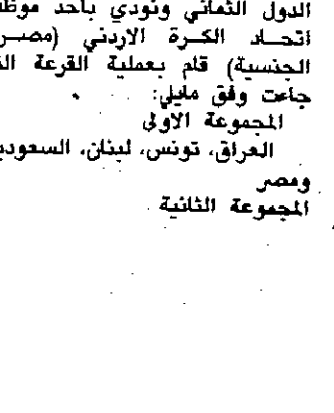 الدول الثماني ونودي باحد موظ
اتحاد الكرة الاردني (مصر
الجنسية) قام بعملية القرعة ال
جاءت وفق مايلي:
المجموعة الاولى
العراق، تونس، لبنان، السعودي
ومصر
المجموعة الثانية